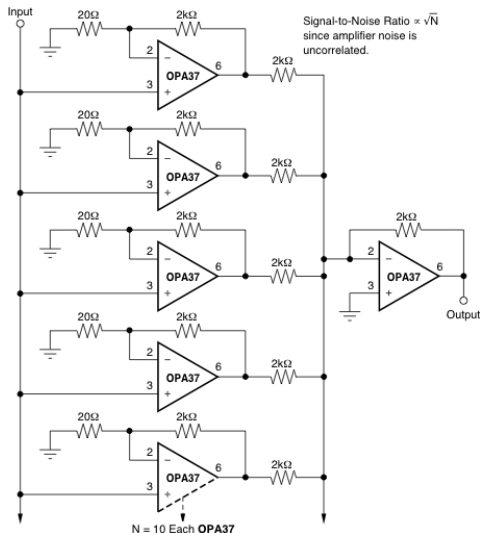 Input
20Ω 2kΩ
Signal-to-Noise Ratio ∝ √N
since amplifier noise is
uncorrelated.
2 − 6 2kΩ
OPA37
3 +
20Ω 2kΩ
2 − 6 2kΩ
OPA37
3 +
20Ω 2kΩ
2 − 6 2kΩ
OPA37
3 +
2kΩ
2 − 6
OPA37
3 +
Output
20Ω 2kΩ
2 − 6 2kΩ
OPA37
3 +
20Ω 2kΩ
2 − 6 2kΩ
OPA37
3 +
N = 10 Each OPA37